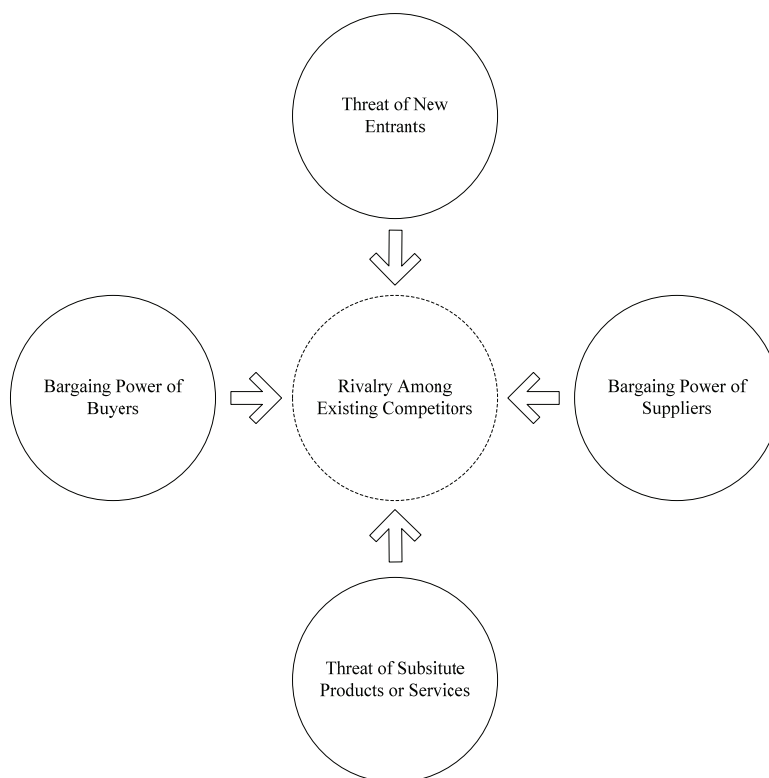 Threat of New
Entrants
Bargaing Power of
Buyers
Rivalry Among
Existing Competitors
Bargaing Power of
Suppliers
Threat of Subsitute
Products or Services